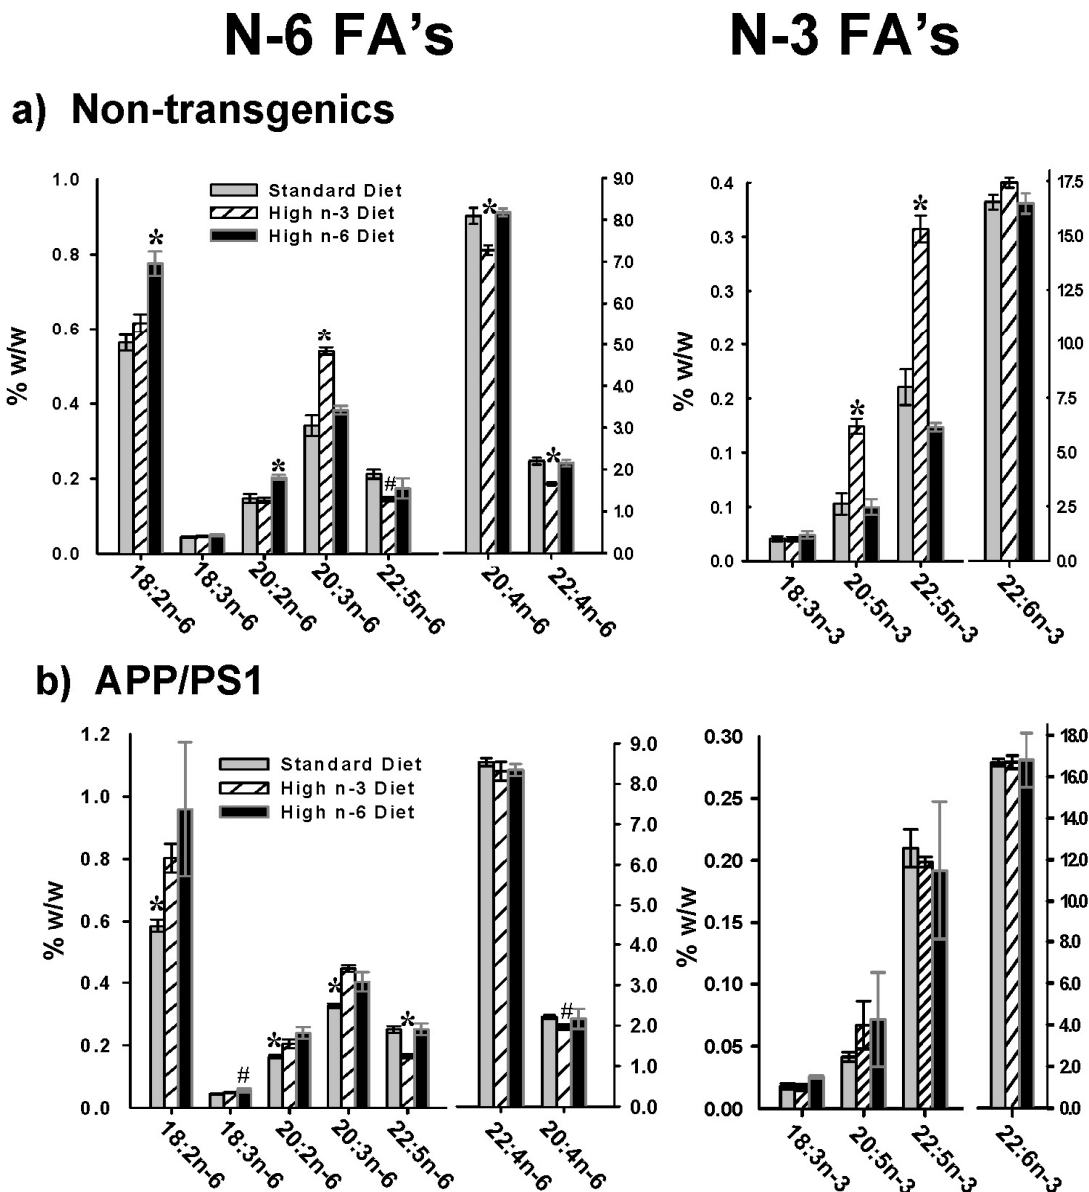 N-6 FA's
N-3 FA's
a) Non-transgenics
% w/w
1.0
0.8
0.6
0.4
0.2
0.0
Standard Diet
High n-3 Diet
High n-6 Diet
*
*
*
#
*
*
9.0
8.0
7.0
6.0
5.0
4.0
3.0
2.0
1.0
0.0
18:2n-6
18:3n-6
20:2n-6
20:3n-6
22:5n-6
20:4n-6
22:4n-6
% w/w
0.4
0.3
0.3
0.2
0.2
0.1
0.1
0.0
*
*
17.5
15.0
12.5
10.0
7.5
5.0
2.5
0.0
18:3n-3
20:5n-3
22:5n-3
22:6n-3
b) APP/PS1
% w/w
1.2
1.0
0.8
0.6
0.4
0.2
0.0
Standard Diet
High n-3 Diet
High n-6 Diet
*
#
*
*
*
#
9.0
8.0
7.0
6.0
5.0
4.0
3.0
2.0
1.0
0.0
18:2n-6
18:3n-6
20:2n-6
20:3n-6
22:5n-6
22:4n-6
20:4n-6
% w/w
0.30
0.25
0.20
0.15
0.10
0.05
0.00
18.0
16.0
14.0
12.0
10.0
8.0
6.0
4.0
2.0
0.0
18:3n-3
20:5n-3
22:5n-3
22:6n-3